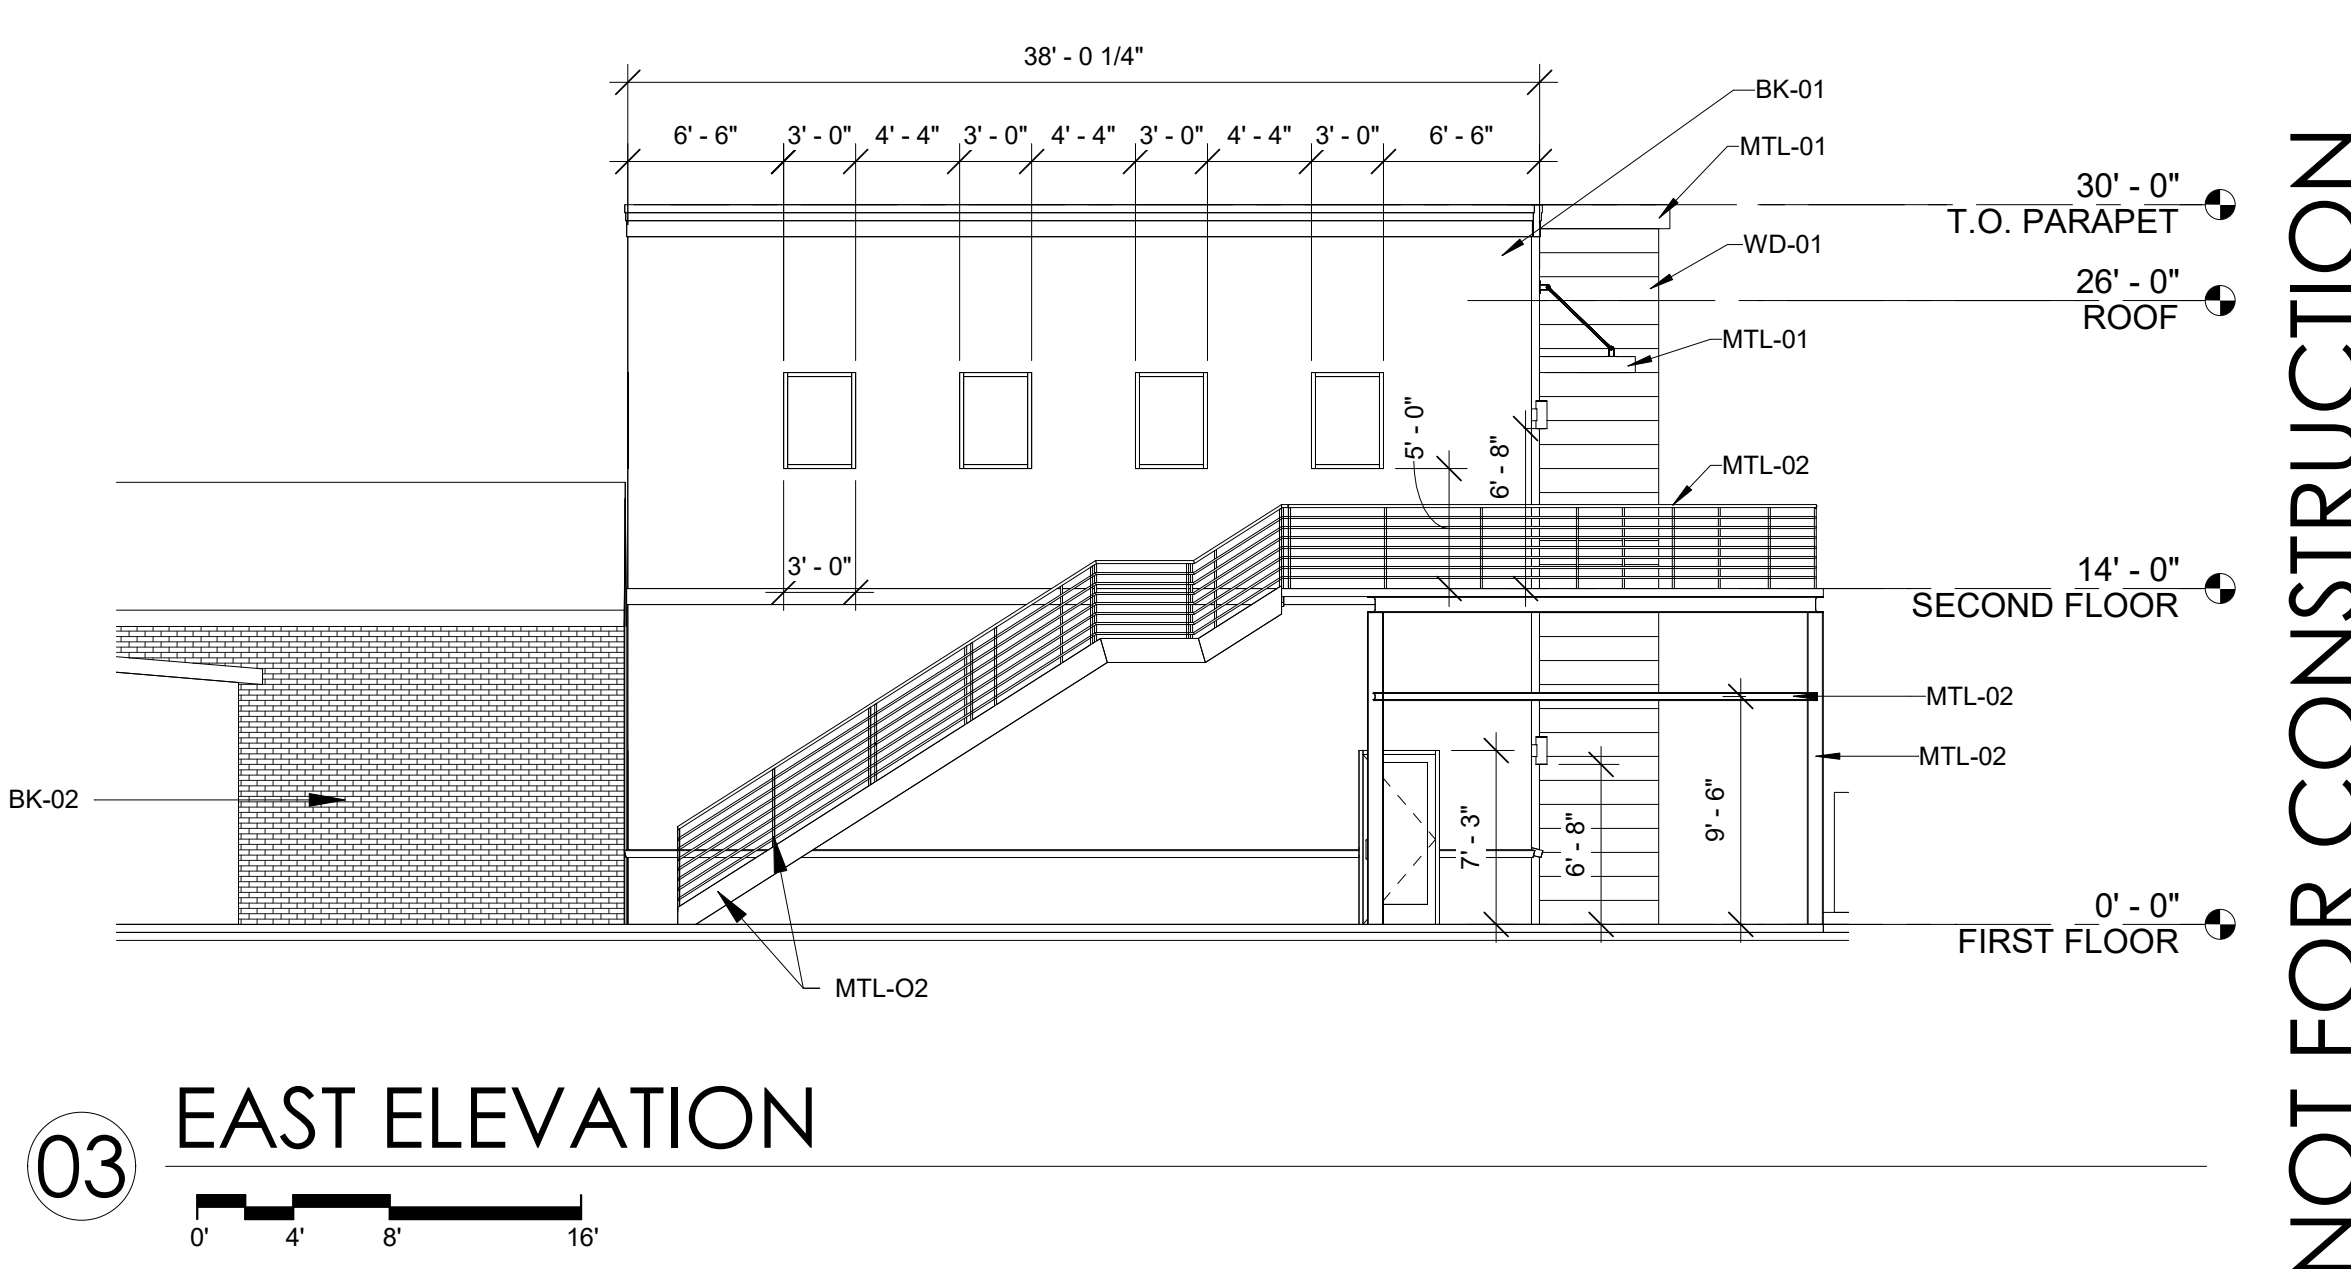 38' - 0 1/4"
6' - 6" 3' - 0" 4' - 4" 3' - 0" 4' - 4" 3' - 0" 4' - 4" 3' - 0" 6' - 6"
BK-01
MTL-01
WD-01
MTL-01
30' - 0"
T.O. PARAPET
26' - 0"
ROOF
5' - 0"
6' - 8"
MTL-02
3' - 0"
14' - 0"
SECOND FLOOR
MTL-02
MTL-02
BK-02
7' - 3"
6' - 8"
9' - 6"
0' - 0"
FIRST FLOOR
MTL-O2
03
EAST ELEVATION
0' 4' 8' 16'
NOT FOR CONSTRUCTION